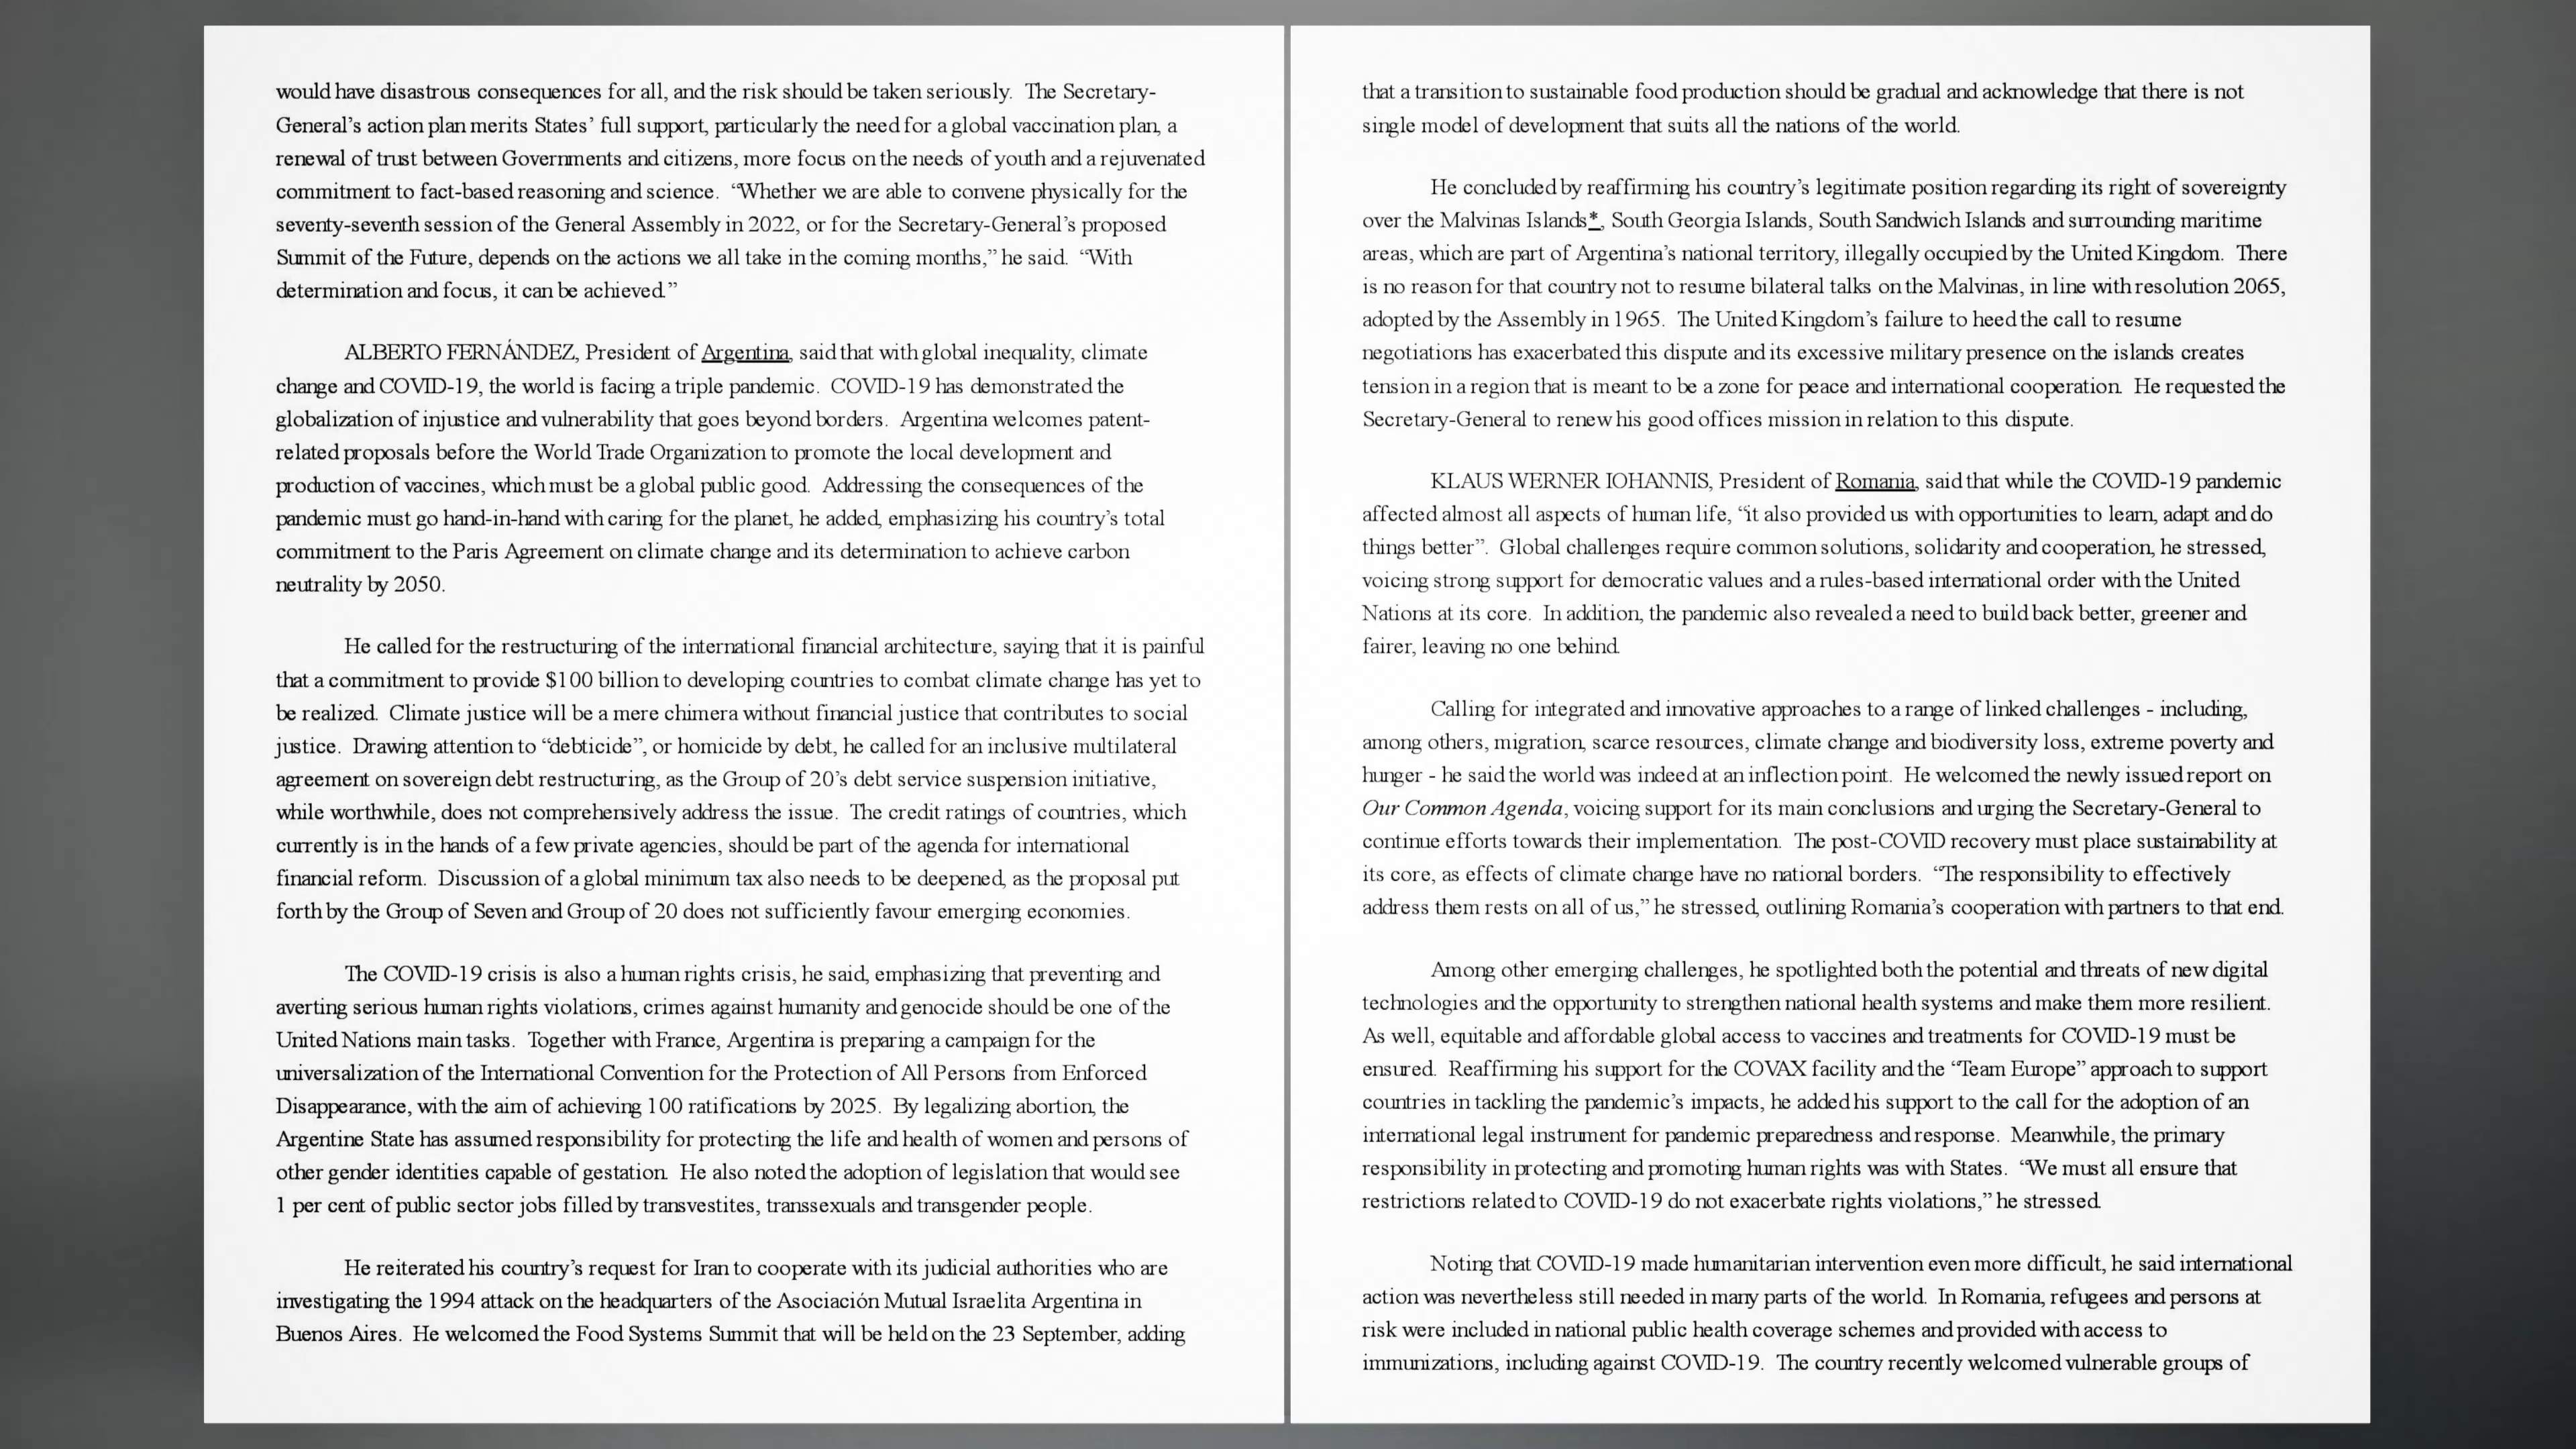 would have disastrous consequences for all, and the risk should be taken seriously.  The Secretary-
General’s action plan merits States’ full support, particularly the need for a global vaccination plan, a
renewal of trust between Governments and citizens, more focus on the needs of youth and a rejuvenated
commitment to fact-based reasoning and science.  “Whether we are able to convene physically for the
seventy-seventh session of the General Assembly in 2022, or for the Secretary-General’s proposed
Summit of the Future, depends on the actions we all take in the coming months,” he said.  “With
determination and focus, it can be achieved.”
ALBERTO FERNÁNDEZ, President of Argentina, said that with global inequality, climate
change and COVID-19, the world is facing a triple pandemic.  COVID-19 has demonstrated the
globalization of injustice and vulnerability that goes beyond borders.  Argentina welcomes patent-
related proposals before the World Trade Organization to promote the local development and
production of vaccines, which must be a global public good.  Addressing the consequences of the
pandemic must go hand-in-hand with caring for the planet, he added, emphasizing his country’s total
commitment to the Paris Agreement on climate change and its determination to achieve carbon
neutrality by 2050.
He called for the restructuring of the international financial architecture, saying that it is painful
that a commitment to provide $100 billion to developing countries to combat climate change has yet to
be realized.  Climate justice will be a mere chimera without financial justice that contributes to social
justice.  Drawing attention to “debticide”, or homicide by debt, he called for an inclusive multilateral
agreement on sovereign debt restructuring, as the Group of 20’s debt service suspension initiative,
while worthwhile, does not comprehensively address the issue.  The credit ratings of countries, which
currently is in the hands of a few private agencies, should be part of the agenda for international
financial reform.  Discussion of a global minimum tax also needs to be deepened, as the proposal put
forth by the Group of Seven and Group of 20 does not sufficiently favour emerging economies.
The COVID-19 crisis is also a human rights crisis, he said, emphasizing that preventing and
averting serious human rights violations, crimes against humanity and genocide should be one of the
United Nations main tasks.  Together with France, Argentina is preparing a campaign for the
universalization of the International Convention for the Protection of All Persons from Enforced
Disappearance, with the aim of achieving 100 ratifications by 2025.  By legalizing abortion, the
Argentine State has assumed responsibility for protecting the life and health of women and persons of
other gender identities capable of gestation.  He also noted the adoption of legislation that would see
1 per cent of public sector jobs filled by transvestites, transsexuals and transgender people.
He reiterated his country’s request for Iran to cooperate with its judicial authorities who are
investigating the 1994 attack on the headquarters of the Asociación Mutual Israelita Argentina in
Buenos Aires.  He welcomed the Food Systems Summit that will be held on the 23 September, adding
that a transition to sustainable food production should be gradual and acknowledge that there is not
single model of development that suits all the nations of the world.
He concluded by reaffirming his country’s legitimate position regarding its right of sovereignty
over the Malvinas Islands*, South Georgia Islands, South Sandwich Islands and surrounding maritime
areas, which are part of Argentina’s national territory, illegally occupied by the United Kingdom.  There
is no reason for that country not to resume bilateral talks on the Malvinas, in line with resolution 2065,
adopted by the Assembly in 1965.  The United Kingdom’s failure to heed the call to resume
negotiations has exacerbated this dispute and its excessive military presence on the islands creates
tension in a region that is meant to be a zone for peace and international cooperation.  He requested the
Secretary-General to renew his good offices mission in relation to this dispute.
KLAUS WERNER IOHANNIS, President of Romania, said that while the COVID-19 pandemic
affected almost all aspects of human life, “it also provided us with opportunities to learn, adapt and do
things better”.  Global challenges require common solutions, solidarity and cooperation, he stressed,
voicing strong support for democratic values and a rules-based international order with the United
Nations at its core.  In addition, the pandemic also revealed a need to build back better, greener and
fairer, leaving no one behind.
Calling for integrated and innovative approaches to a range of linked challenges - including,
among others, migration, scarce resources, climate change and biodiversity loss, extreme poverty and
hunger - he said the world was indeed at an inflection point.  He welcomed the newly issued report on
Our Common Agenda, voicing support for its main conclusions and urging the Secretary-General to
continue efforts towards their implementation.  The post-COVID recovery must place sustainability at
its core, as effects of climate change have no national borders.  “The responsibility to effectively
address them rests on all of us,” he stressed, outlining Romania’s cooperation with partners to that end.
Among other emerging challenges, he spotlighted both the potential and threats of new digital
technologies and the opportunity to strengthen national health systems and make them more resilient.
As well, equitable and affordable global access to vaccines and treatments for COVID-19 must be
ensured.  Reaffirming his support for the COVAX facility and the “Team Europe” approach to support
countries in tackling the pandemic’s impacts, he added his support to the call for the adoption of an
international legal instrument for pandemic preparedness and response.  Meanwhile, the primary
responsibility in protecting and promoting human rights was with States.  “We must all ensure that
restrictions related to COVID-19 do not exacerbate rights violations,” he stressed.
Noting that COVID-19 made humanitarian intervention even more difficult, he said international
action was nevertheless still needed in many parts of the world.  In Romania, refugees and persons at
risk were included in national public health coverage schemes and provided with access to
immunizations, including against COVID-19.  The country recently welcomed vulnerable groups of